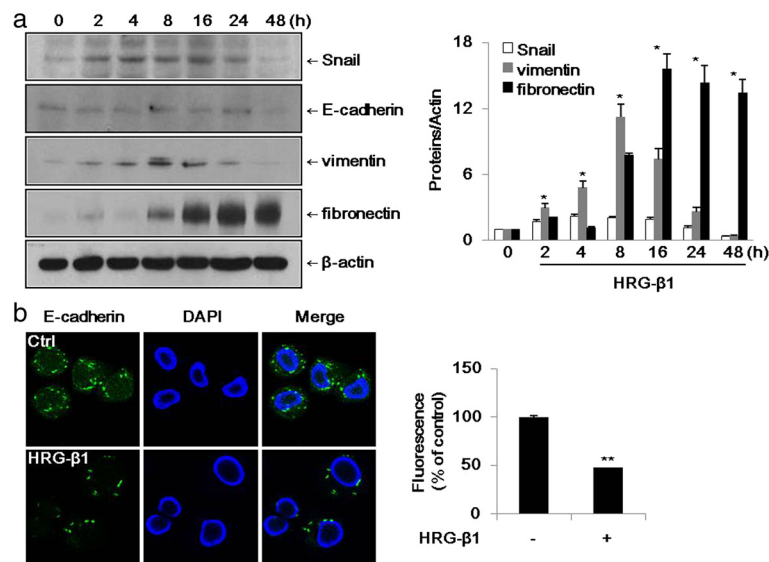 a
0 2 4 8 16 24 48 (h)
← Snail
← E-cadherin
← vimentin
← fibronectin
← β-actin
Proteins/Actin
18
12
6
0
Snail
vimentin
fibronectin
* * * * * *
0 2 4 8 16 24 48 (h)
HRG-β1
b
E-cadherin DAPI Merge
Ctrl
HRG-β1
Fluorescence
(% of control)
150
100
50
0
**
HRG-β1 - +